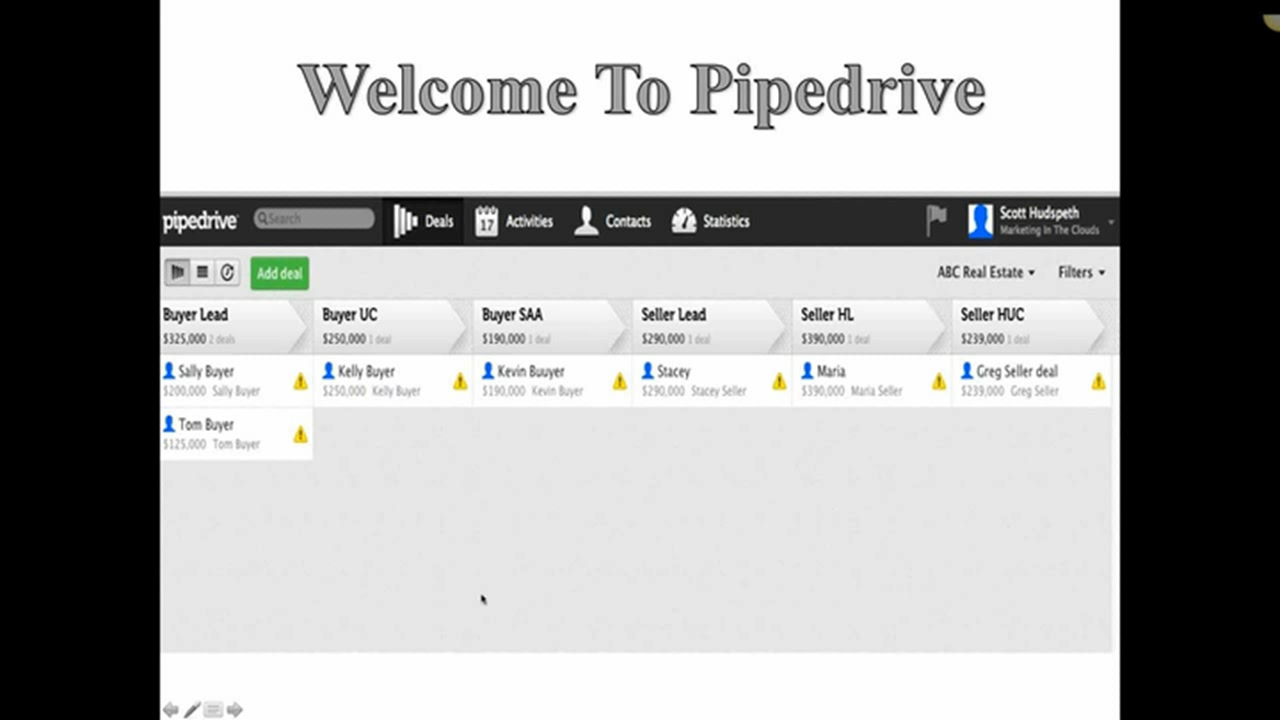 Welcome To Pipedrive
pipedrive Search Deals 17 Activities Contacts Statistics Scott Hudspeth
Marketing In The Clouds
Add deal ABC Real Estate Filters
Buyer Lead Buyer UC Buyer SAA Seller Lead Seller HL Seller HUC
$325,000 2 deals $250,000 1 deal $190,000 1 deal $290,000 1 deal $390,000 1 deal $239,000 1 deal
Sally Buyer Kelly Buyer Kevin Buuyer Stacey Maria Greg Seller deal
$200,000 Sally Buyer $250,000 Kelly Buyer $190,000 Kevin Buyer $290,000 Stacey Seller $390,000 Maria Seller $239,000 Greg Seller
Tom Buyer
$125,000 Tom Buyer